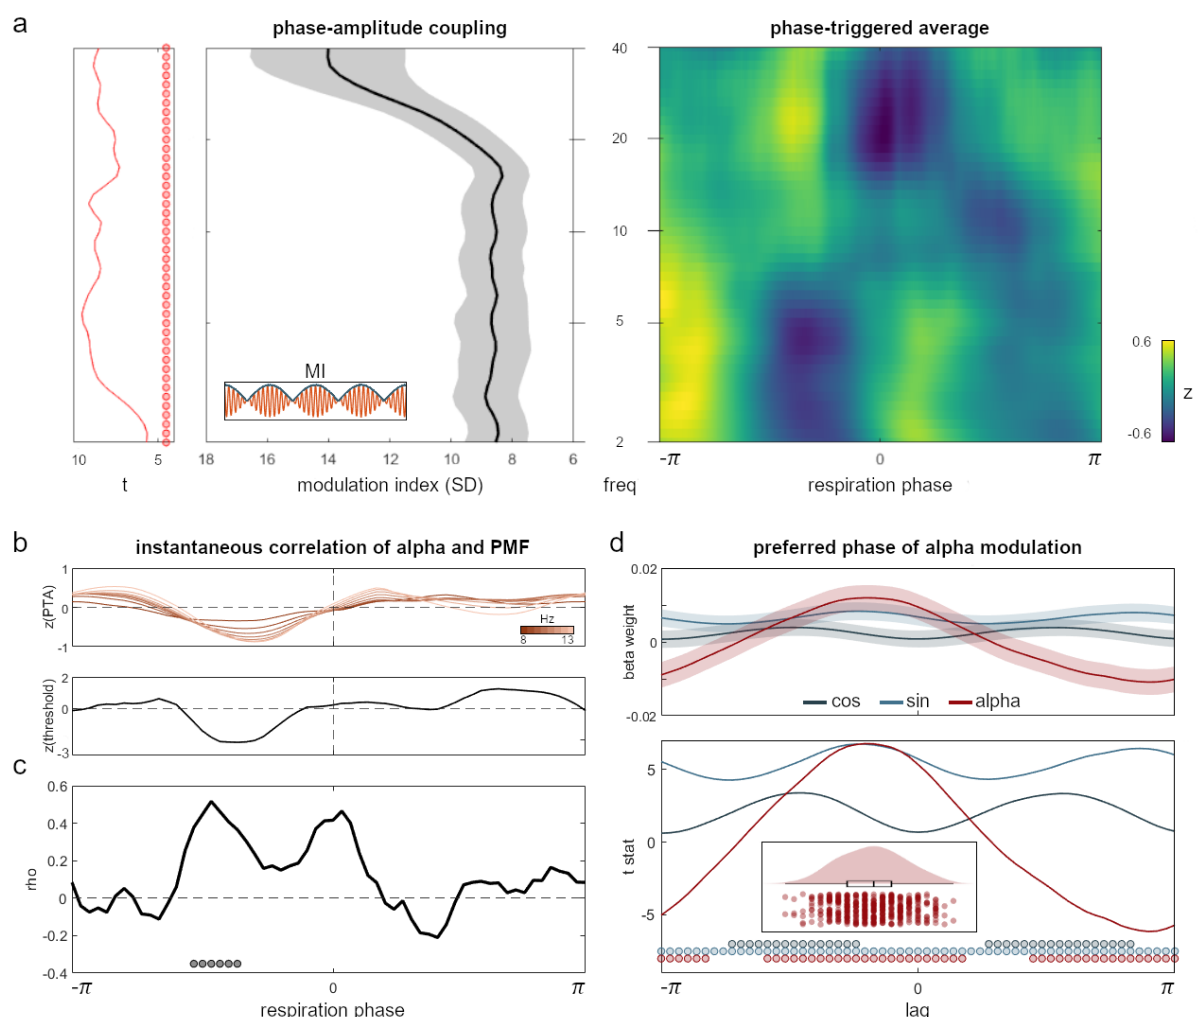 a
phase-amplitude coupling
phase-triggered average
40
20
10
5
2
MI
0.6
-0.6
Z
10
5
18
16
14
12
10
8
6
-π
0
π
t
modulation index (SD)
freq
respiration phase
b
instantaneous correlation of alpha and PMF
1
0
-1
z(PTA)
Hz
8
13
2
0
-3
z(threshold)
c
0.6
0.4
0.2
0
-0.2
-0.4
rho
-π
0
π
respiration phase
d
preferred phase of alpha modulation
0.02
0
-0.02
beta weight
cos
sin
alpha
5
0
-5
t stat
-π
0
π
lag